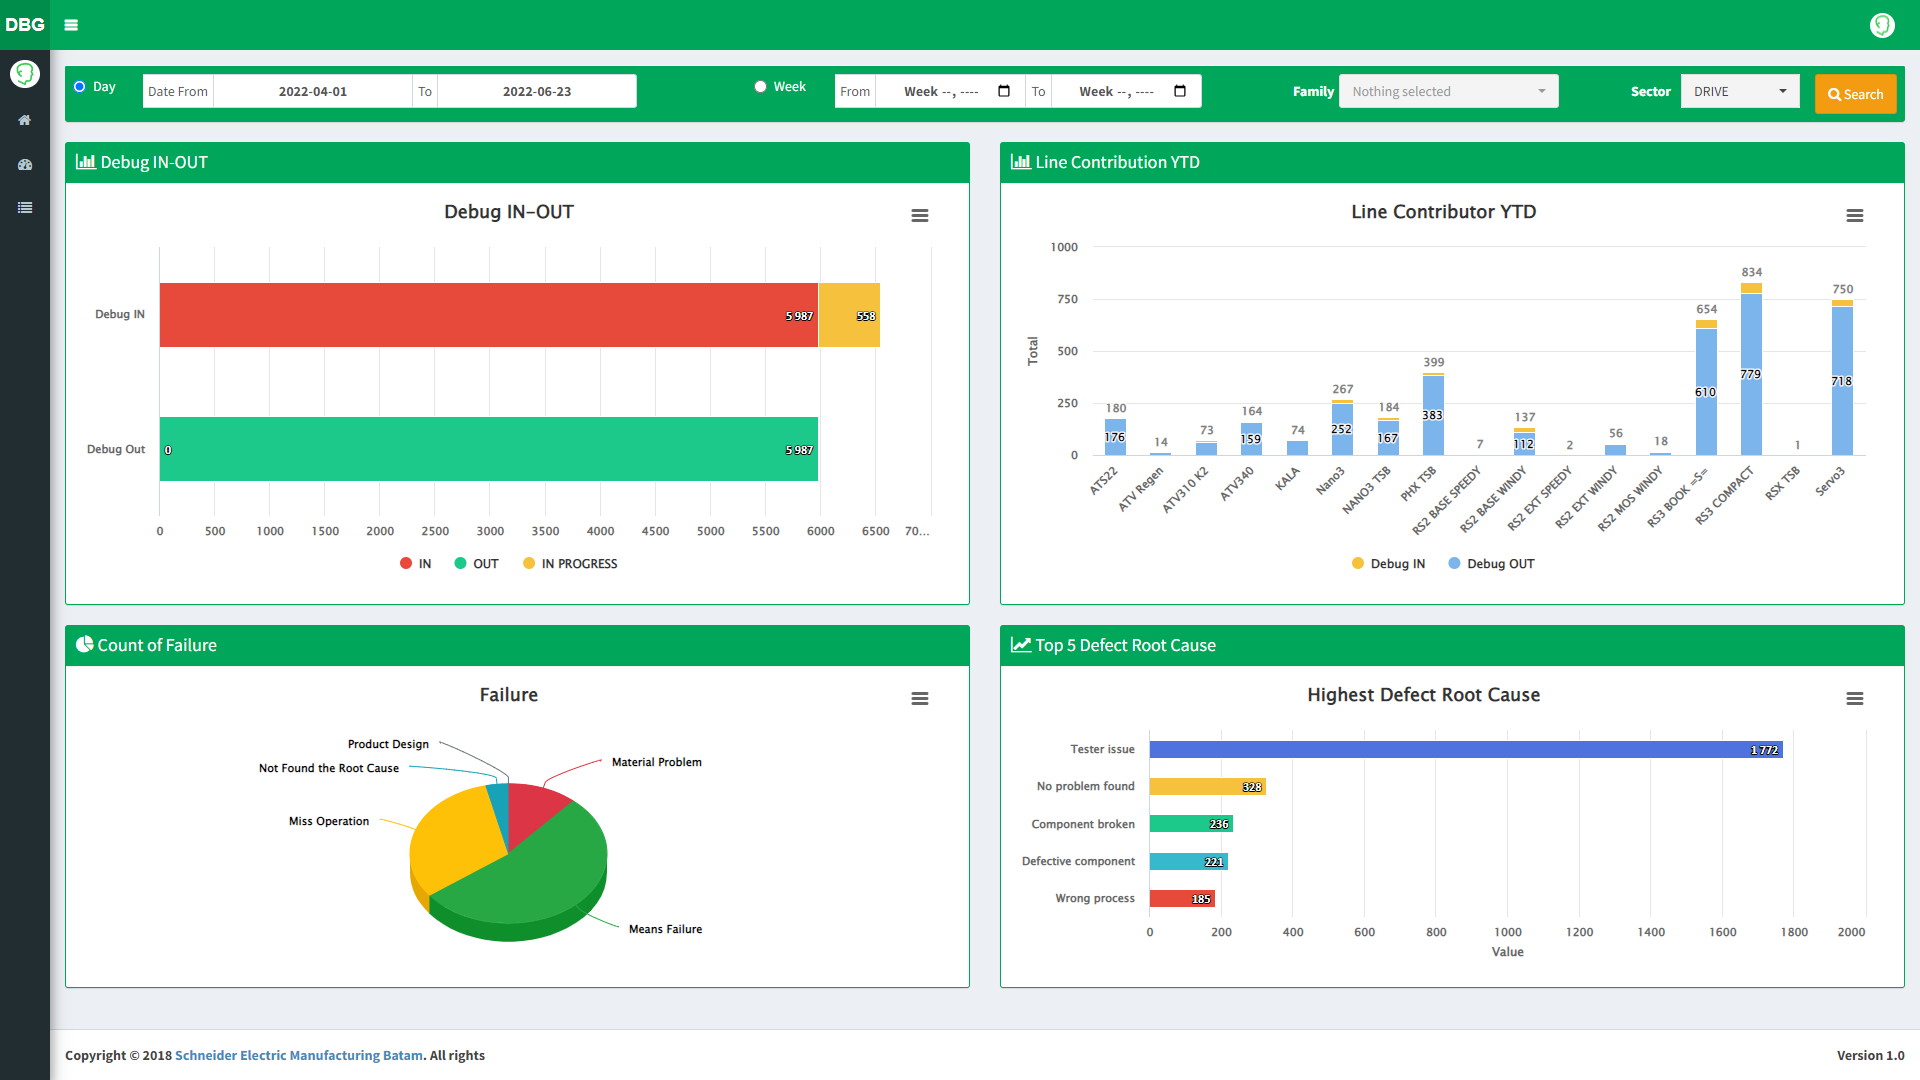 DBG
Day
Date From
2022-04-01
To
2022-06-23
Week
From
Week --, ----
To
Week --, ----
Family
Nothing selected
Sector
DRIVE
Search
Debug IN-OUT
Debug IN-OUT
Debug IN
5 987
558
Debug Out
0
5 987
0 500 1000 1500 2000 2500 3000 3500 4000 4500 5000 5500 6000 6500 70...
IN OUT IN PROGRESS
Line Contribution YTD
Line Contributor YTD
Total
1000
750
500
250
0
180 14 73 164 74 267 184 399 7 137 2 56 18 654 834 1 750
176 159 252 167 383 112 610 779 718
ATS22
ATV Regen
ATV310 K2
ATV340
KALA
Nano3
NANO3 TSB
PHX TSB
RS2 BASE SPEEDY
RS2 BASE WINDY
RS2 EXT SPEEDY
RS2 EXT WINDY
RS2 MOS WINDY
RS3 BOOK =S=
RS3 COMPACT
RSX TSB
Servo3
Debug IN Debug OUT
Count of Failure
Failure
Product Design
Not Found the Root Cause
Material Problem
Miss Operation
Means Failure
Top 5 Defect Root Cause
Highest Defect Root Cause
Tester issue 1 772
No problem found 328
Component broken 236
Defective component 221
Wrong process 185
0 200 400 600 800 1000 1200 1400 1600 1800 2000
Value
Copyright © 2018 Schneider Electric Manufacturing Batam. All rights
Version 1.0